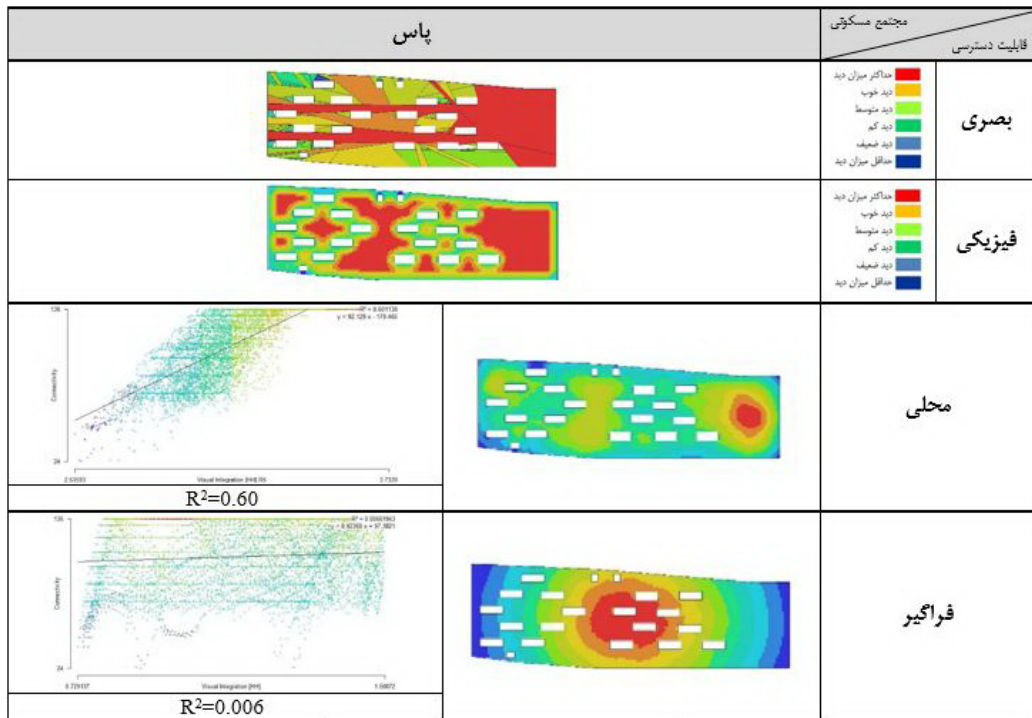 مجتمع مسکونی
قابلیت دسترسی
پاس
بصری
حداکثر میزان دید
دید خوب
دید متوسط
دید کم
دید ضعیف
حداقل میزان دید
فیزیکی
حداکثر میزان دید
دید خوب
دید متوسط
دید کم
دید ضعیف
حداقل میزان دید
محلی
136
Connectivity
24
Visual Integration [HH] R6
R²=0.60
فراگیر
136
Connectivity
24
Visual Integration [HH]
R²=0.006